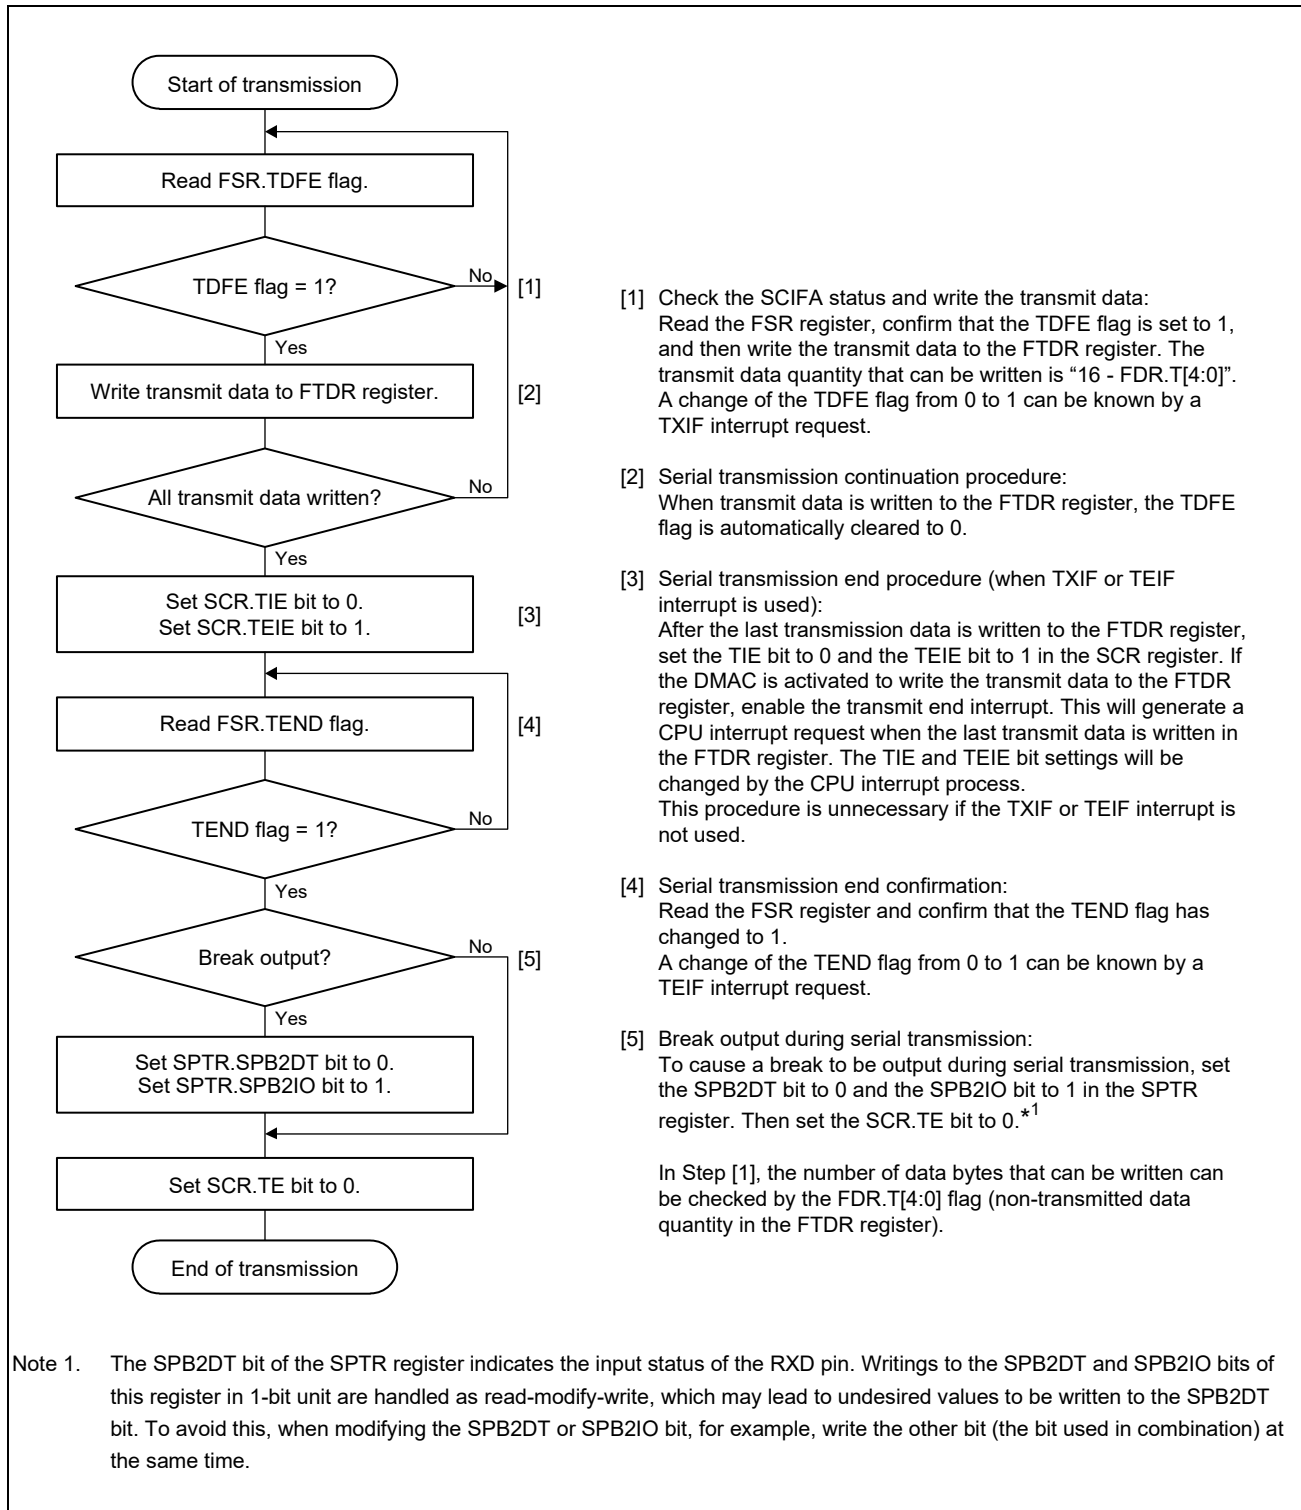 Start of transmission
Read FSR.TDFE flag.
TDFE flag = 1?
No
[1]
Yes
Write transmit data to FTDR register.
[2]
All transmit data written?
No
Yes
Set SCR.TIE bit to 0.
Set SCR.TEIE bit to 1.
[3]
Read FSR.TEND flag.
[4]
TEND flag = 1?
No
Yes
Break output?
No
[5]
Yes
Set SPTR.SPB2DT bit to 0.
Set SPTR.SPB2IO bit to 1.
Set SCR.TE bit to 0.
End of transmission
[1] Check the SCIFA status and write the transmit data:
Read the FSR register, confirm that the TDFE flag is set to 1,
and then write the transmit data to the FTDR register. The
transmit data quantity that can be written is “16 - FDR.T[4:0]”.
A change of the TDFE flag from 0 to 1 can be known by a
TXIF interrupt request.
[2] Serial transmission continuation procedure:
When transmit data is written to the FTDR register, the TDFE
flag is automatically cleared to 0.
[3] Serial transmission end procedure (when TXIF or TEIF
interrupt is used):
After the last transmission data is written to the FTDR register,
set the TIE bit to 0 and the TEIE bit to 1 in the SCR register. If
the DMAC is activated to write the transmit data to the FTDR
register, enable the transmit end interrupt. This will generate a
CPU interrupt request when the last transmit data is written in
the FTDR register. The TIE and TEIE bit settings will be
changed by the CPU interrupt process.
This procedure is unnecessary if the TXIF or TEIF interrupt is
not used.
[4] Serial transmission end confirmation:
Read the FSR register and confirm that the TEND flag has
changed to 1.
A change of the TEND flag from 0 to 1 can be known by a
TEIF interrupt request.
[5] Break output during serial transmission:
To cause a break to be output during serial transmission, set
the SPB2DT bit to 0 and the SPB2IO bit to 1 in the SPTR
register. Then set the SCR.TE bit to 0.*1
In Step [1], the number of data bytes that can be written can
be checked by the FDR.T[4:0] flag (non-transmitted data
quantity in the FTDR register).
Note 1. The SPB2DT bit of the SPTR register indicates the input status of the RXD pin. Writings to the SPB2DT and SPB2IO bits of
this register in 1-bit unit are handled as read-modify-write, which may lead to undesired values to be written to the SPB2DT
bit. To avoid this, when modifying the SPB2DT or SPB2IO bit, for example, write the other bit (the bit used in combination) at
the same time.